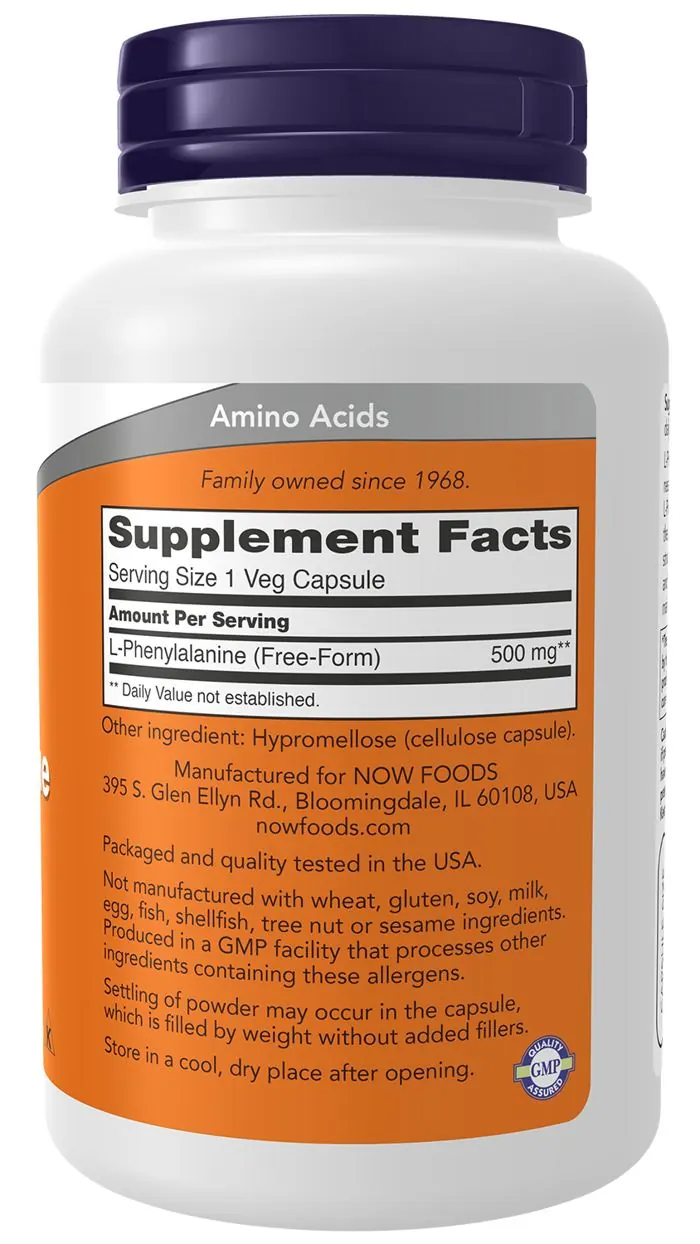 Amino Acids
Family owned since 1968.
Supplement Facts
Serving Size 1 Veg Capsule
Amount Per Serving
L-Phenylalanine (Free-Form) 500 mg**
** Daily Value not established.
Other ingredient: Hypromellose (cellulose capsule).
Manufactured for NOW FOODS
395 S. Glen Ellyn Rd., Bloomingdale, IL 60108, USA
nowfoods.com
Packaged and quality tested in the USA.
Not manufactured with wheat, gluten, soy, milk,
egg, fish, shellfish, tree nut or sesame ingredients.
Produced in a GMP facility that processes other
ingredients containing these allergens.
Settling of powder may occur in the capsule,
which is filled by weight without added fillers.
Store in a cool, dry place after opening.
QUALITY
GMP
ASSURED